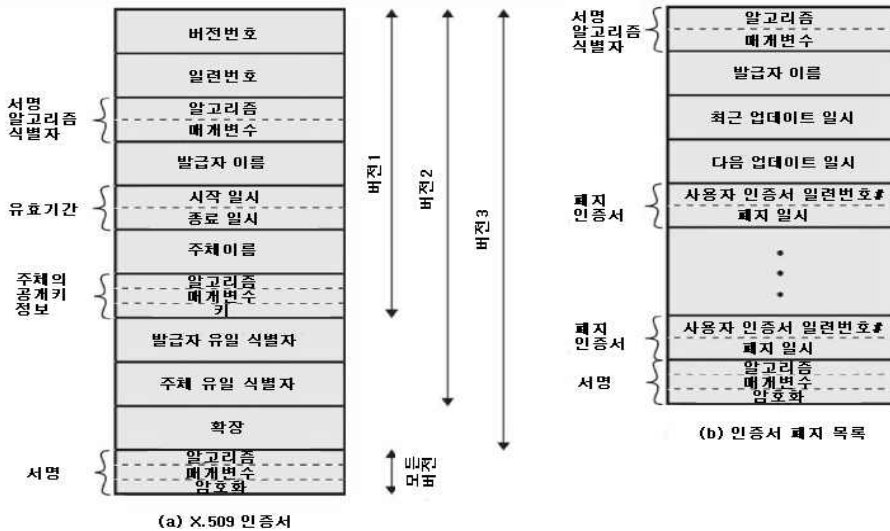 버전번호
일련번호
서명
알고리즘
식별자
알고리즘
매개변수
발급자 이름
유효기간
시작 일시
종료 일시
주체이름
주체의
공개키
정보
알고리즘
매개변수
키
발급자 유일 식별자
주체 유일 식별자
확장
서명
알고리즘
매개변수
암호화
버전1
버전2
버전3
모든
버전
(a) X.509 인증서
서명
알고리즘
식별자
알고리즘
매개변수
발급자 이름
최근 업데이트 일시
다음 업데이트 일시
폐지
인증서
사용자 인증서 일련번호#
폐지 일시
폐지
인증서
사용자 인증서 일련번호#
폐지 일시
서명
알고리즘
매개변수
암호화
(b) 인증서 폐지 목록